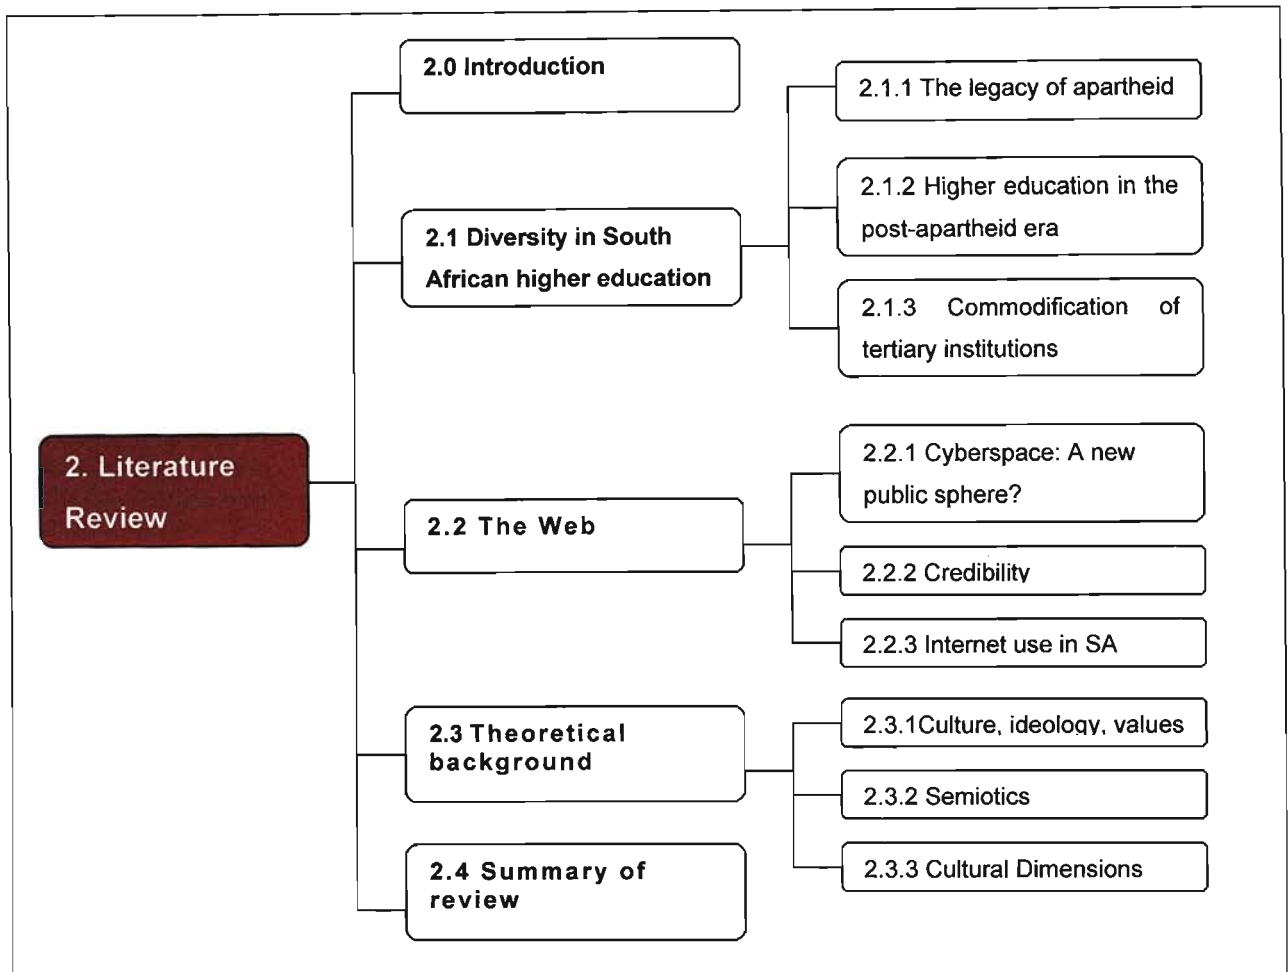 2. Literature
Review
2.0 Introduction
2.1 Diversity in South
African higher education
2.1.1 The legacy of apartheid
2.1.2 Higher education in the
post-apartheid era
2.1.3 Commodification of
tertiary institutions
2.2 The Web
2.2.1 Cyberspace: A new
public sphere?
2.2.2 Credibility
2.2.3 Internet use in SA
2.3 Theoretical
background
2.3.1Culture, ideology, values
2.3.2 Semiotics
2.3.3 Cultural Dimensions
2.4 Summary of
review